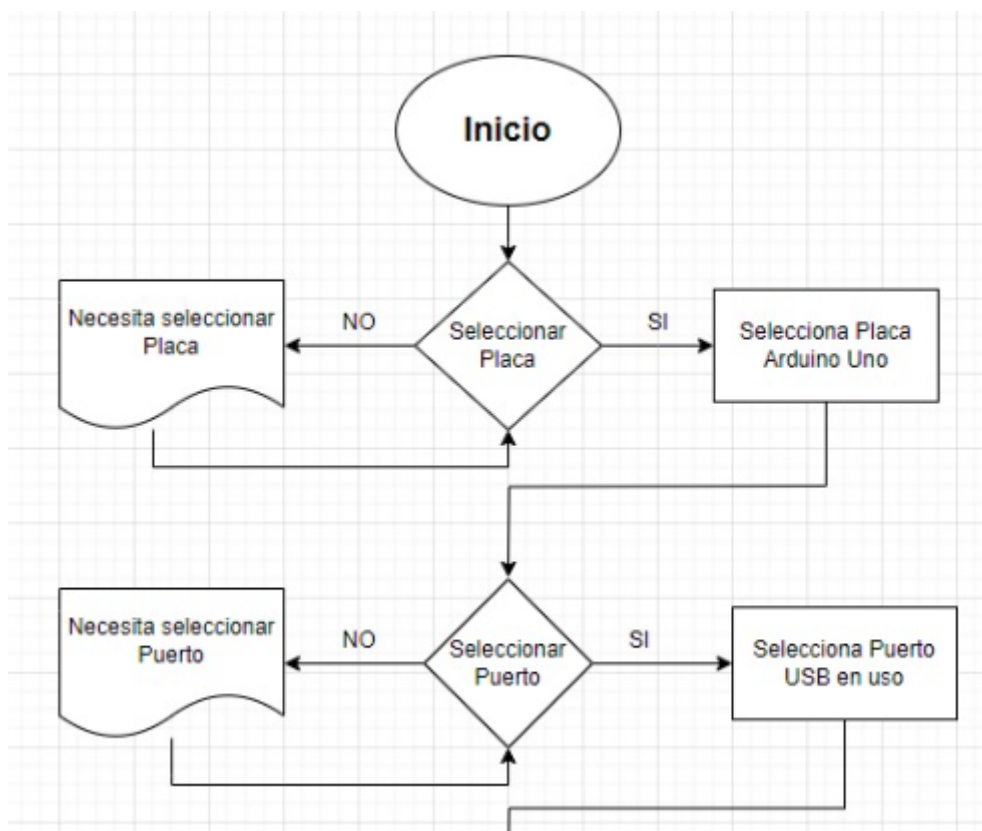 Inicio
Necesita seleccionar
Placa
NO
Seleccionar
Placa
SI
Selecciona Placa
Arduino Uno
Necesita seleccionar
Puerto
NO
Seleccionar
Puerto
SI
Selecciona Puerto
USB en uso